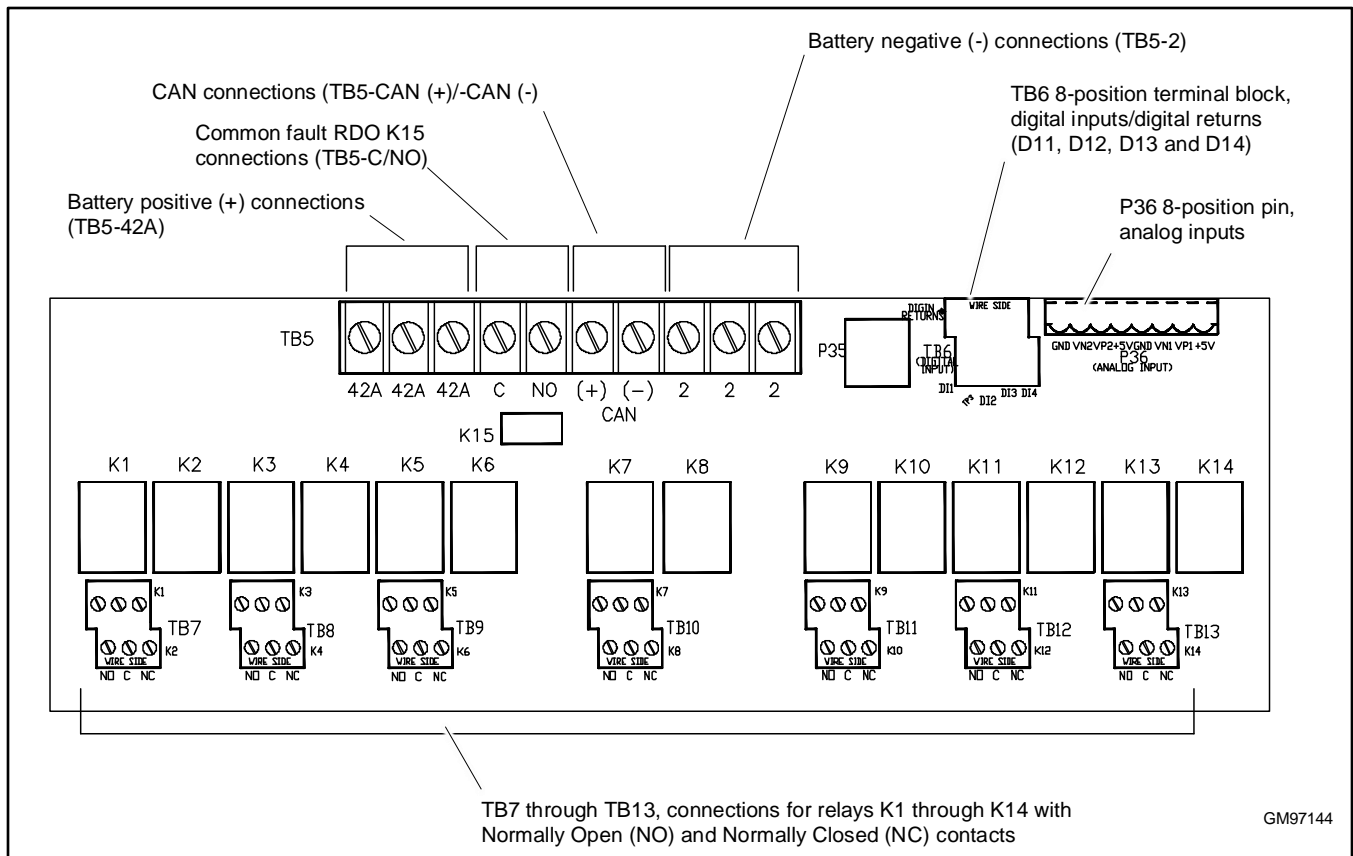 Battery negative (-) connections (TB5-2)
CAN connections (TB5-CAN (+)/-CAN (-)
TB6 8-position terminal block,
digital inputs/digital returns
(D11, D12, D13 and D14)
Common fault RDO K15
connections (TB5-C/NO)
P36 8-position pin,
analog inputs
Battery positive (+) connections
(TB5-42A)
TB5
42A 42A 42A C NO (+) (-) 2 2 2
CAN
K15
P35
DIGIN
RETURNS
WIRE SIDE
TB6
(DIGITAL
INPUT)
DI1
TP3
DI2
DI3 DI4
GND VN2 VP2 +5V GND VN1 VP1 +5V
P36
(ANALOG INPUT)
K1 K2 K3 K4 K5 K6 K7 K8 K9 K10 K11 K12 K13 K14
K1
TB7
K2
WIRE SIDE
NO C NC
K3
TB8
K4
WIRE SIDE
NO C NC
K5
TB9
K6
WIRE SIDE
NO C NC
K7
TB10
K8
WIRE SIDE
NO C NC
K9
TB11
K10
WIRE SIDE
NO C NC
K11
TB12
K12
WIRE SIDE
NO C NC
K13
TB13
K14
WIRE SIDE
NO C NC
TB7 through TB13, connections for relays K1 through K14 with
Normally Open (NO) and Normally Closed (NC) contacts
GM97144